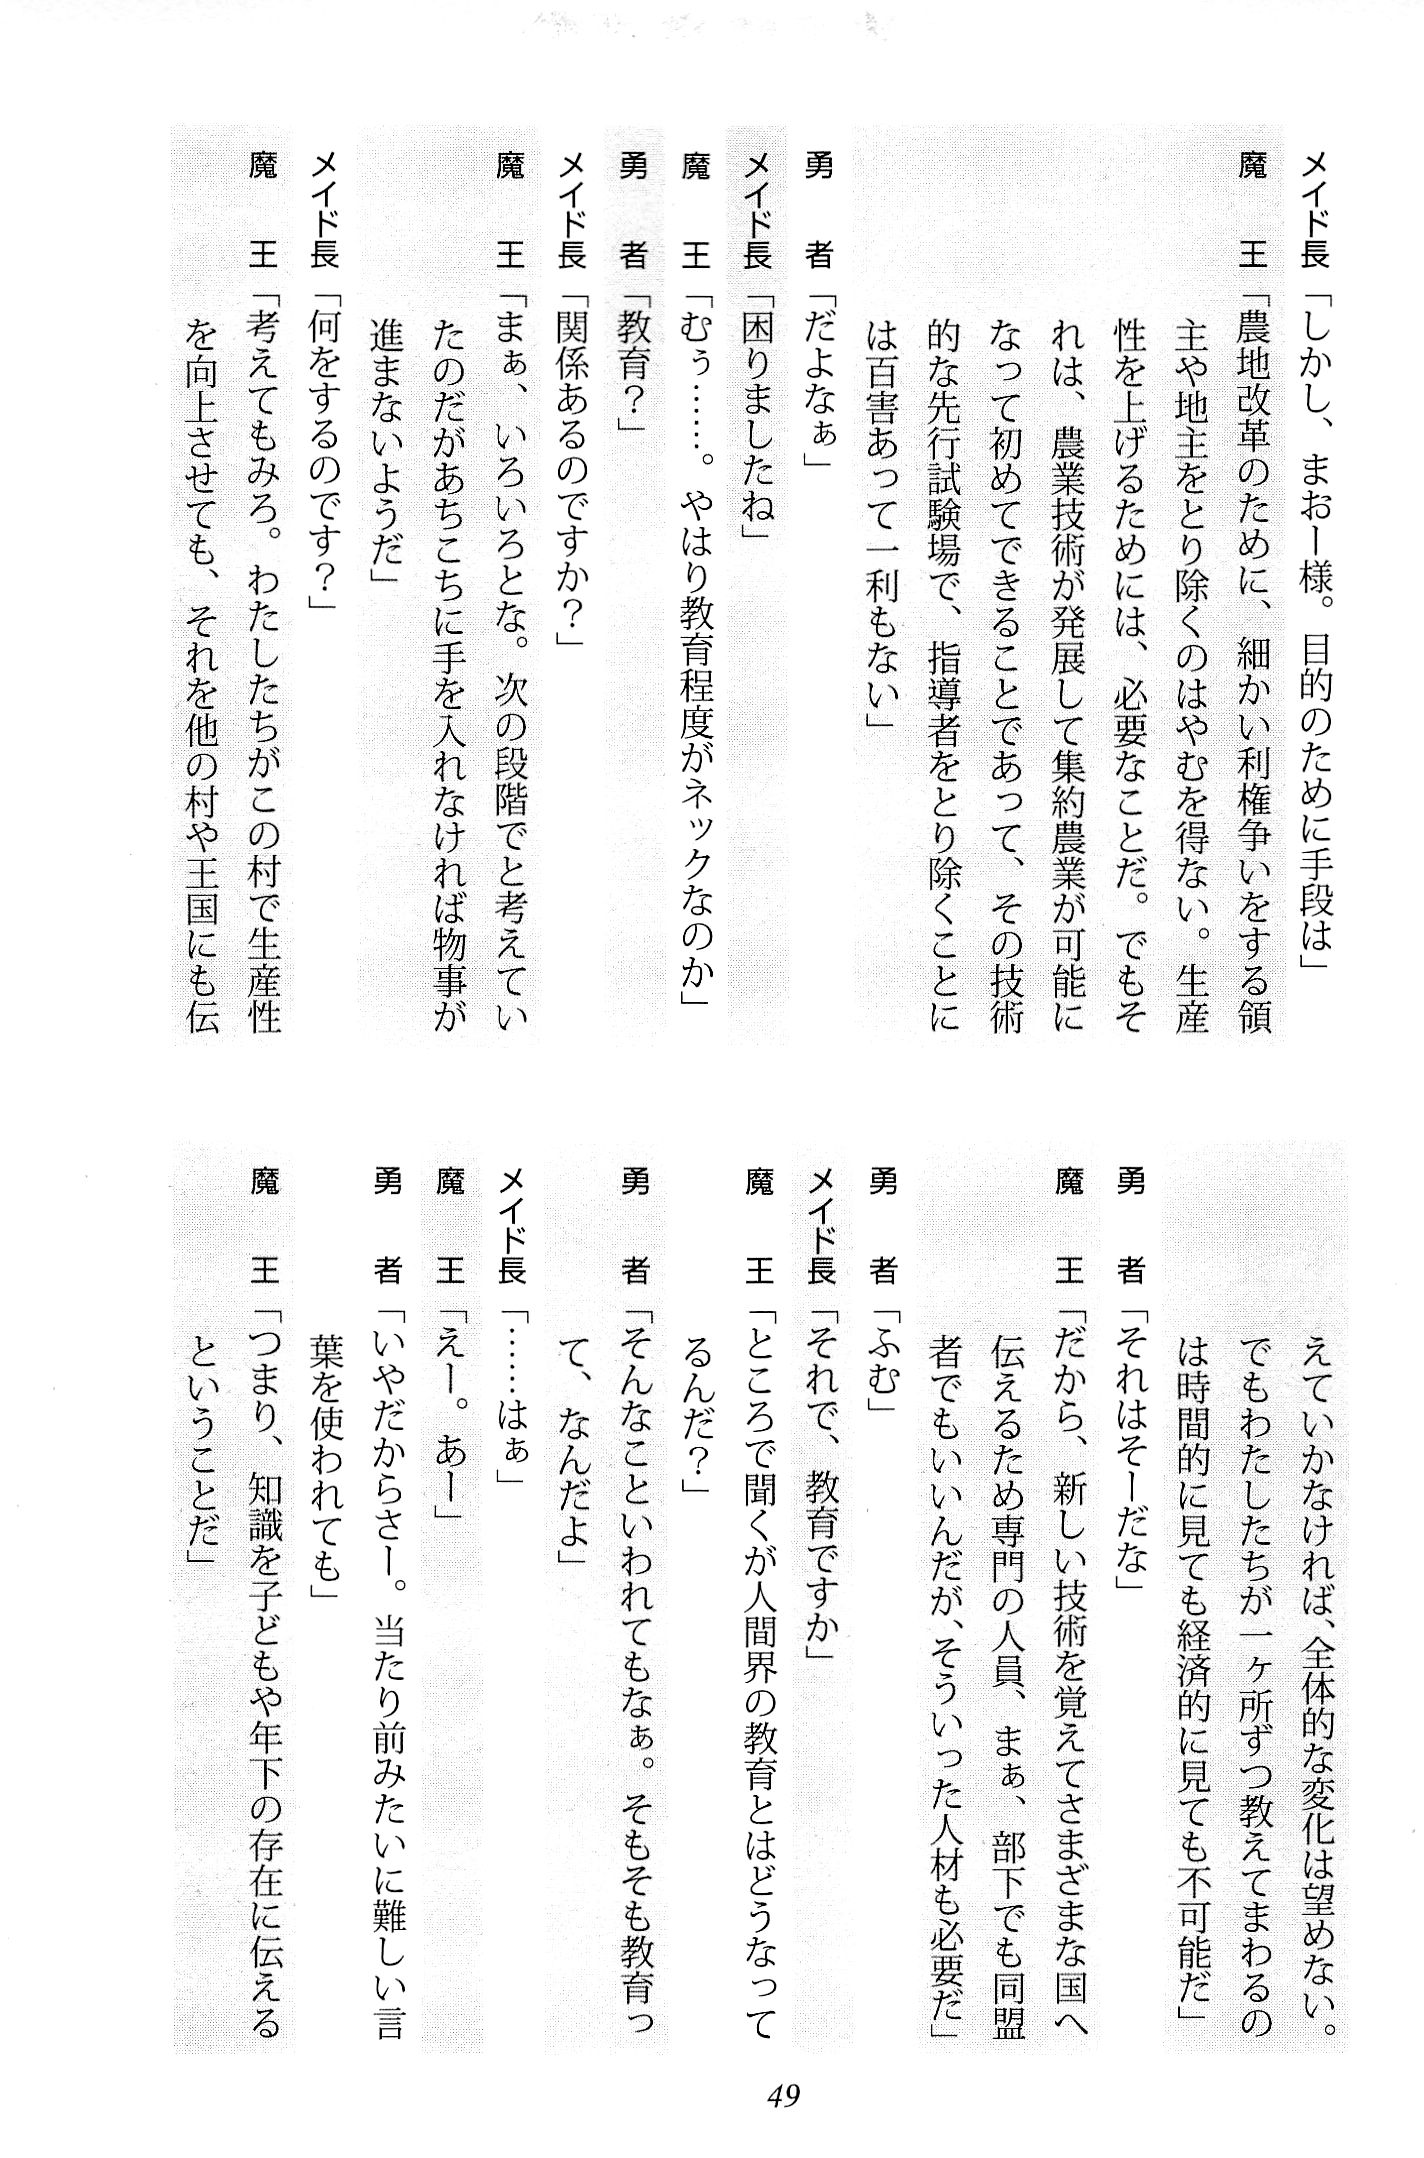 メイド長「しかし、まおー様。目的のために手段は」
魔　王「農地改革のために、細かい利権争いをする領
主や地主をとり除くのはやむを得ない。生産
性を上げるためには、必要なことだ。でもそ
れは、農業技術が発展して集約農業が可能に
なって初めてできることであって、その技術
的な先行試験場で、指導者をとり除くことに
は百害あって一利もない」
勇　者「だよなぁ」
メイド長「困りましたね」
魔　王「むぅ……。やはり教育程度がネックなのか」
勇　者「教育？」
メイド長「関係あるのですか？」
魔　王「まぁ、いろいろとな。次の段階でと考えてい
たのだがあちこちに手を入れなければ物事が
進まないようだ」
メイド長「何をするのです？」
魔　王「考えてもみろ。わたしたちがこの村で生産性
を向上させても、それを他の村や王国にも伝
えていかなければ、全体的な変化は望めない。
でもわたしたちが一ヶ所ずつ教えてまわるの
は時間的に見ても経済的に見ても不可能だ」
勇　者「それはそーだな」
魔　王「だから、新しい技術を覚えてさまざまな国へ
伝えるため専門の人員、まぁ、部下でも同盟
者でもいいんだが、そういった人材も必要だ」
勇　者「ふむ」
メイド長「それで、教育ですか」
魔　王「ところで聞くが人間界の教育とはどうなって
るんだ？」
勇　者「そんなこといわれてもなぁ。そもそも教育っ
て、なんだよ」
メイド長「……はぁ」
魔　王「えー。あー」
勇　者「いやだからさー。当たり前みたいに難しい言
葉を使われても」
魔　王「つまり、知識を子どもや年下の存在に伝える
ということだ」
49